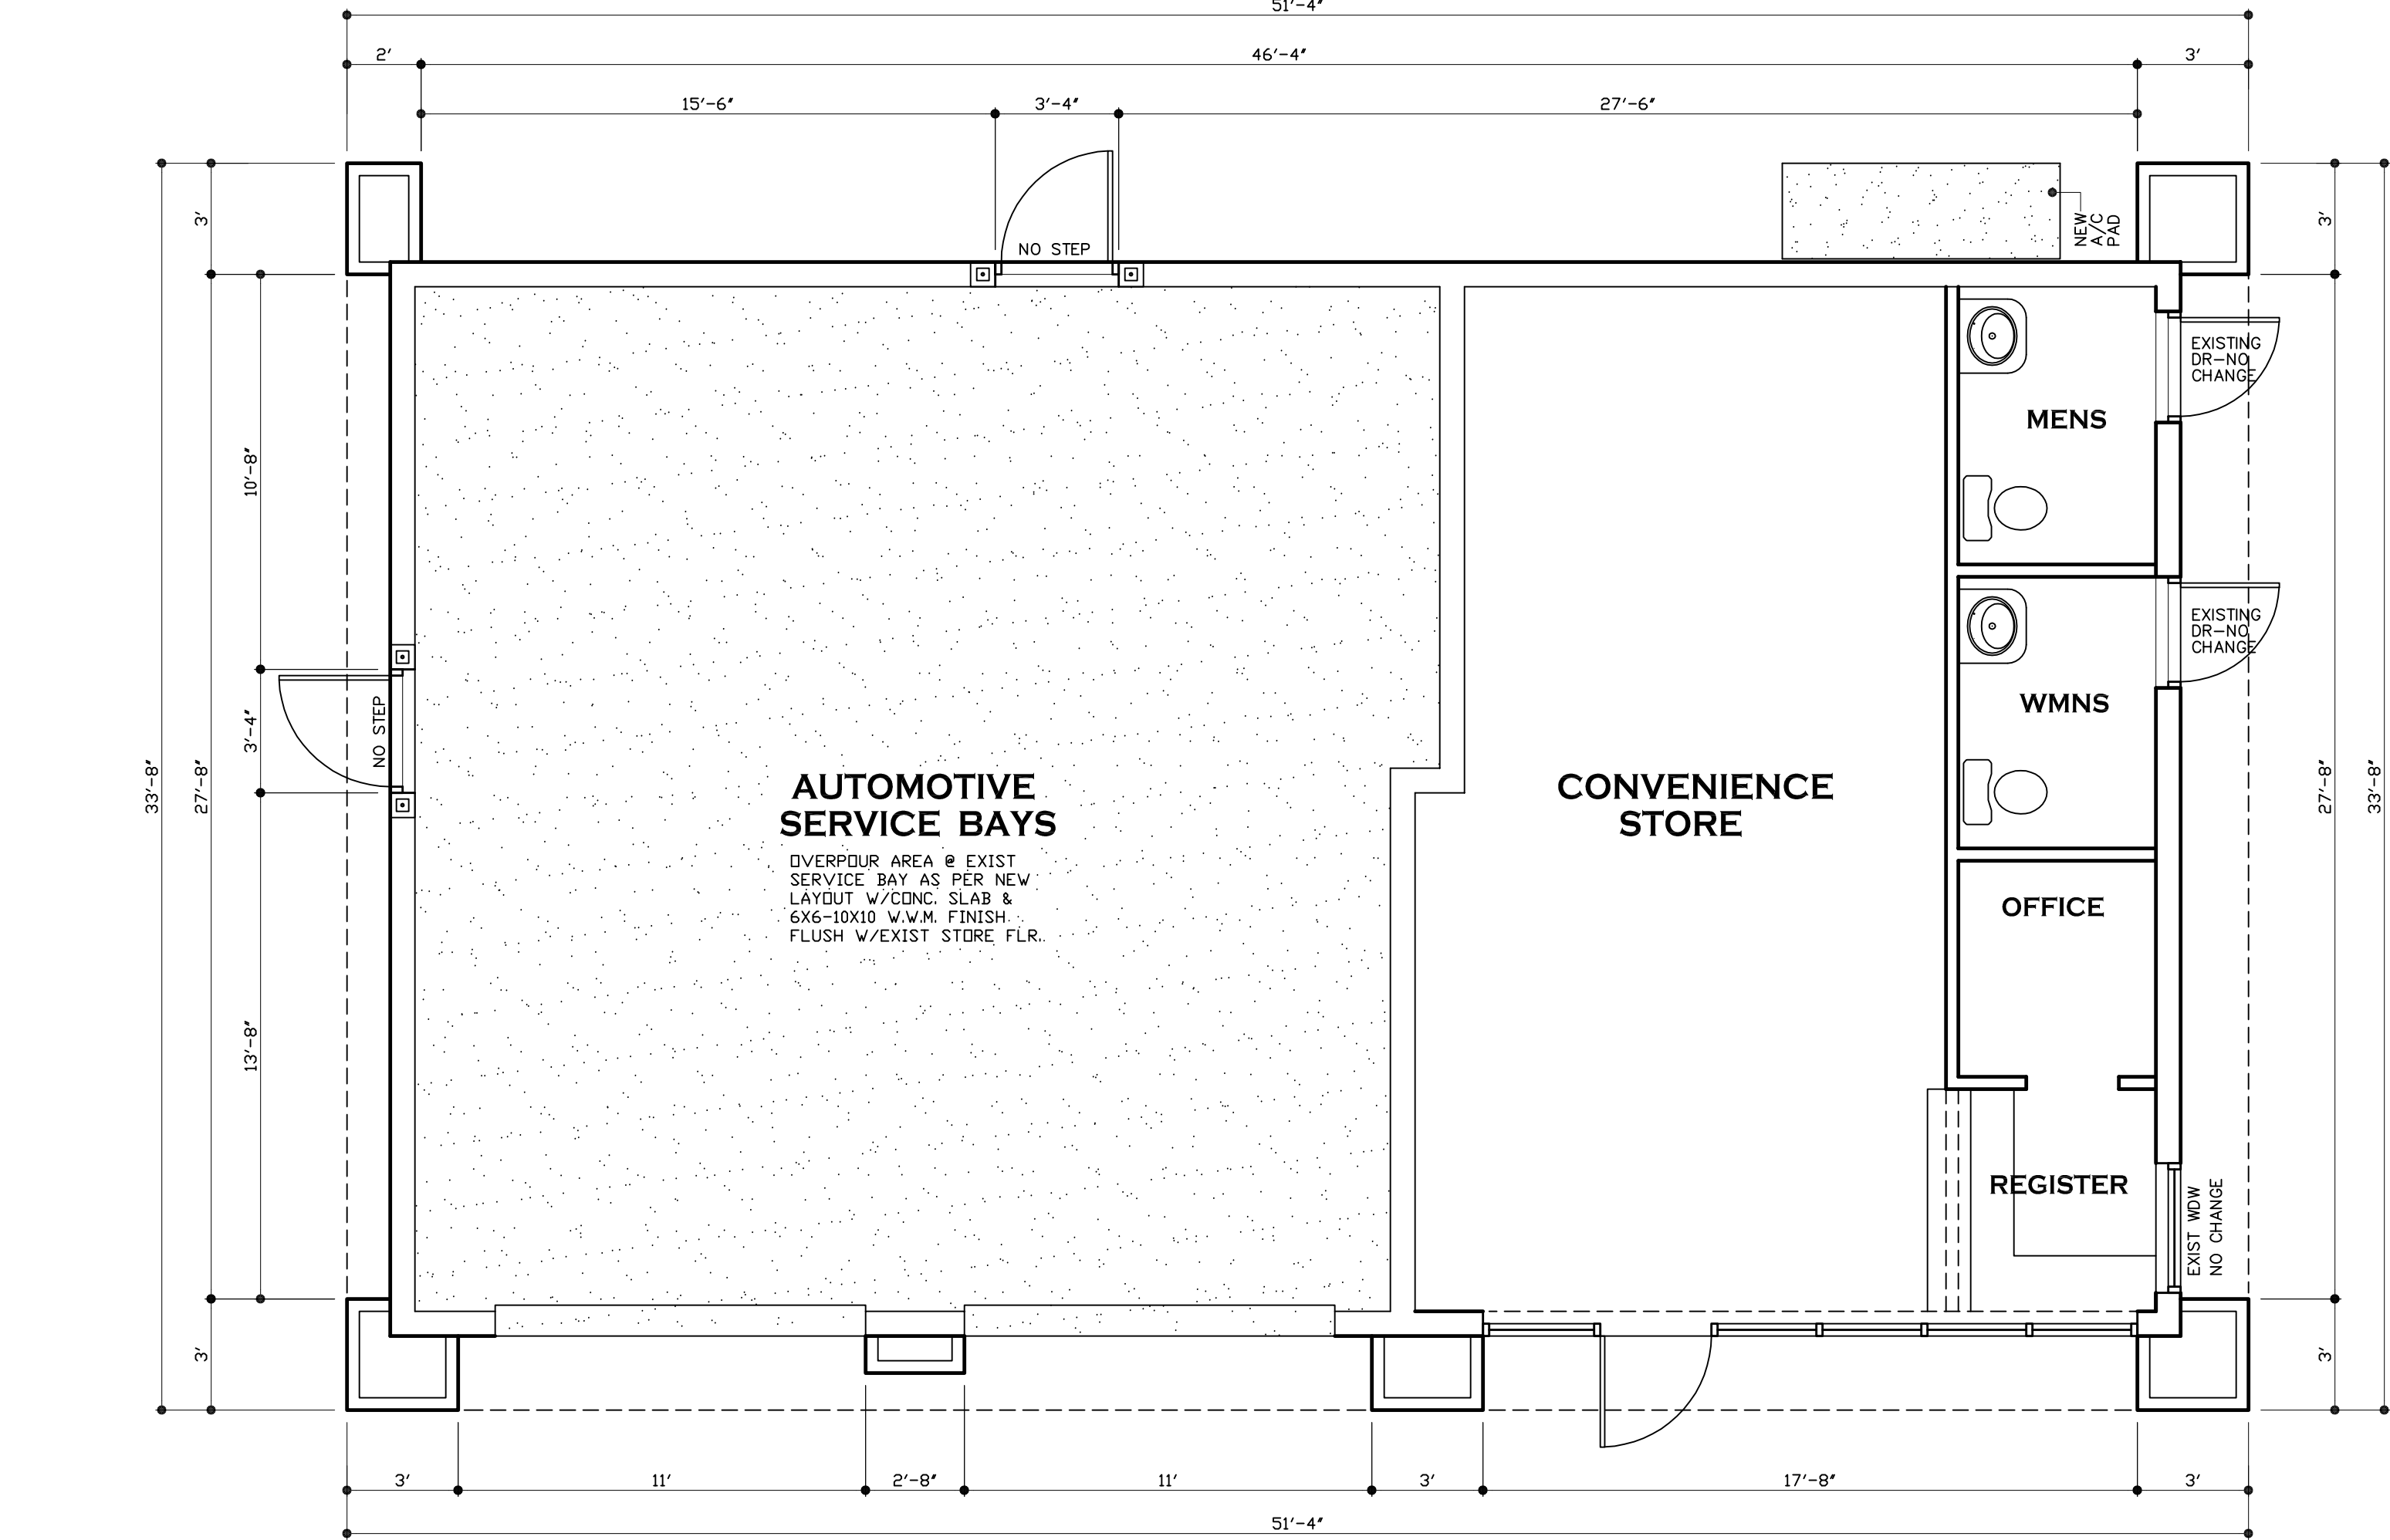 51'-4"
2'
46'-4"
3'
15'-6"
3'-4"
27'-6"
3'
NO STEP
NEW
A/C
PAD
3'
EXISTING
DR-NO
CHANGE
MENS
10'-8"
EXISTING
DR-NO
CHANGE
WMNS
NO STEP
3'-4"
33'-8"
27'-8"
AUTOMOTIVE
SERVICE BAYS
OVERPOUR AREA @ EXIST
SERVICE BAY AS PER NEW
LAYOUT W/CONC. SLAB &
6X6-10X10 W.W.M. FINISH
FLUSH W/EXIST STORE FLR.
CONVENIENCE
STORE
27'-8"
33'-8"
OFFICE
13'-8"
REGISTER
EXIST WDW
NO CHANGE
3'
3'
3'
11'
2'-8"
11'
3'
17'-8"
3'
51'-4"